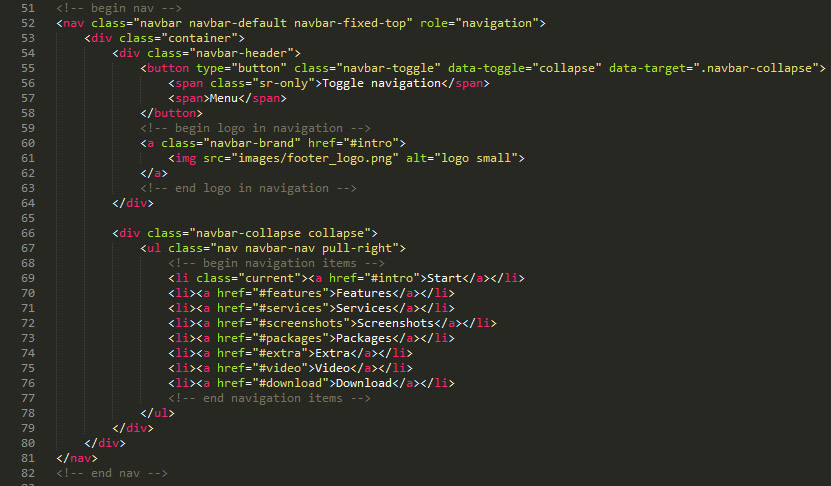 51 <!-- begin nav -->
52 <nav class="navbar navbar-default navbar-fixed-top" role="navigation">
53     <div class="container">
54         <div class="navbar-header">
55             <button type="button" class="navbar-toggle" data-toggle="collapse" data-target=".navbar-collapse">
56                 <span class="sr-only">Toggle navigation</span>
57                 <span>Menu</span>
58             </button>
59             <!-- begin logo in navigation -->
60             <a class="navbar-brand" href="#intro">
61                 <img src="images/footer_logo.png" alt="logo small">
62             </a>
63             <!-- end logo in navigation -->
64         </div>
65
66         <div class="navbar-collapse collapse">
67             <ul class="nav navbar-nav pull-right">
68                 <!-- begin navigation items -->
69                 <li class="current"><a href="#intro">Start</a></li>
70                 <li><a href="#features">Features</a></li>
71                 <li><a href="#services">Services</a></li>
72                 <li><a href="#screenshots">Screenshots</a></li>
73                 <li><a href="#packages">Packages</a></li>
74                 <li><a href="#extra">Extra</a></li>
75                 <li><a href="#video">Video</a></li>
76                 <li><a href="#download">Download</a></li>
77                 <!-- end navigation items -->
78             </ul>
79         </div>
80     </div>
81 </nav>
82 <!-- end nav -->